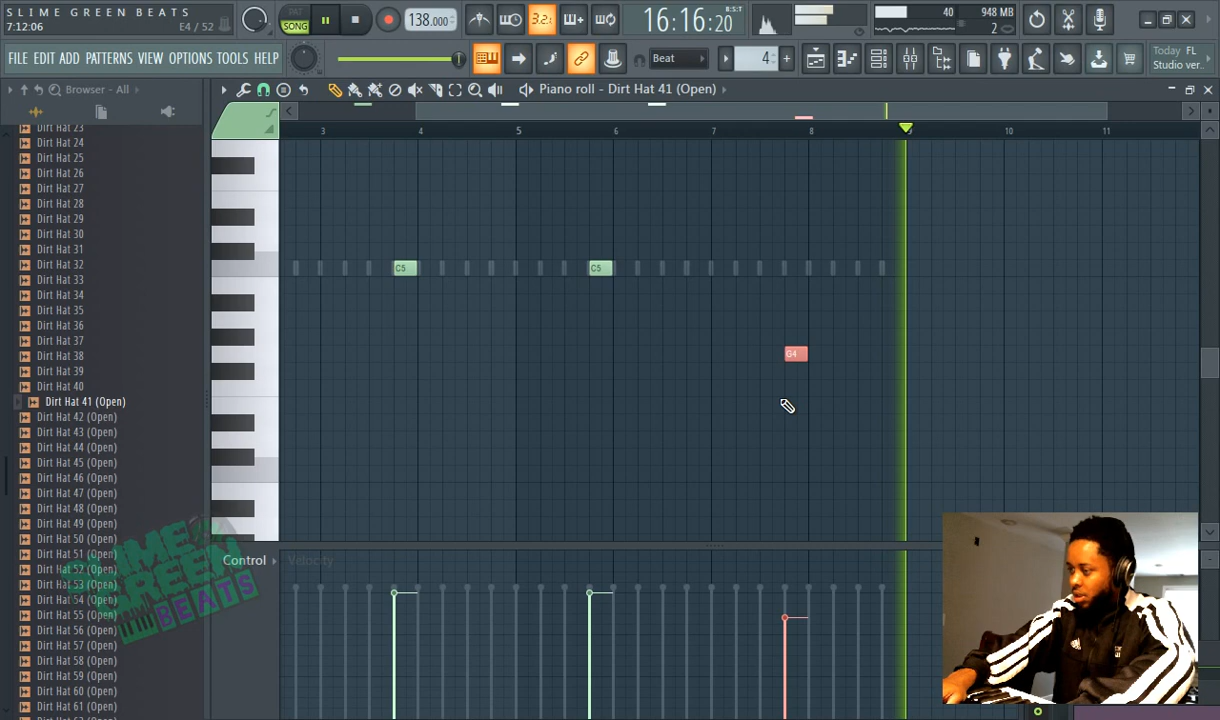 SLIME GREEN BEATS
7:12:06
E4 / 52
PAT
SONG
138.000
3.2.
16:16:20
B:S:T
40
948 MB
2
FILE EDIT ADD PATTERNS VIEW OPTIONS TOOLS HELP
Beat
4
Today FL
Studio ver..
Browser - All
Piano roll - Dirt Hat 41 (Open)
3 4 5 6 7 8 9 10 11
Dirt Hat 23
Dirt Hat 24
Dirt Hat 25
Dirt Hat 26
Dirt Hat 27
Dirt Hat 28
Dirt Hat 29
Dirt Hat 30
Dirt Hat 31
Dirt Hat 32
Dirt Hat 33
Dirt Hat 34
Dirt Hat 35
Dirt Hat 36
Dirt Hat 37
Dirt Hat 38
Dirt Hat 39
Dirt Hat 40
Dirt Hat 41 (Open)
Dirt Hat 42 (Open)
Dirt Hat 43 (Open)
Dirt Hat 44 (Open)
Dirt Hat 45 (Open)
Dirt Hat 46 (Open)
Dirt Hat 47 (Open)
Dirt Hat 48 (Open)
Dirt Hat 49 (Open)
Dirt Hat 50 (Open)
Dirt Hat 51 (Open)
Dirt Hat 52 (Open)
Dirt Hat 53 (Open)
Dirt Hat 54 (Open)
Dirt Hat 55 (Open)
Dirt Hat 56 (Open)
Dirt Hat 57 (Open)
Dirt Hat 58 (Open)
Dirt Hat 59 (Open)
Dirt Hat 60 (Open)
Dirt Hat 61 (Open)
C5
C5
G4
Control
Velocity
SLIME
GREEN
BEATS